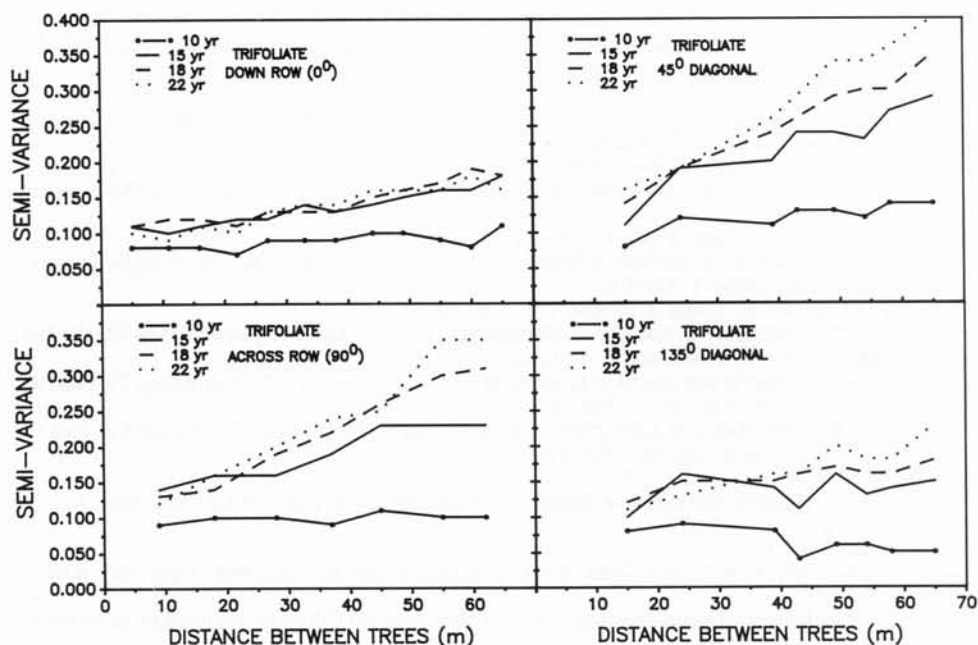 SEMI-VARIANCE
0.400
0.350
0.300
0.250
0.200
0.150
0.100
0.050
10 yr
15 yr
18 yr
22 yr
TRIFOLIATE
DOWN ROW (0⁰)
10 yr
15 yr
18 yr
22 yr
TRIFOLIATE
45⁰ DIAGONAL
SEMI-VARIANCE
0.350
0.300
0.250
0.200
0.150
0.100
0.050
0.000
10 yr
15 yr
18 yr
22 yr
TRIFOLIATE
ACROSS ROW (90⁰)
10 yr
15 yr
18 yr
22 yr
TRIFOLIATE
135⁰ DIAGONAL
0 10 20 30 40 50 60
0 10 20 30 40 50 60 70
DISTANCE BETWEEN TREES (m)
DISTANCE BETWEEN TREES (m)